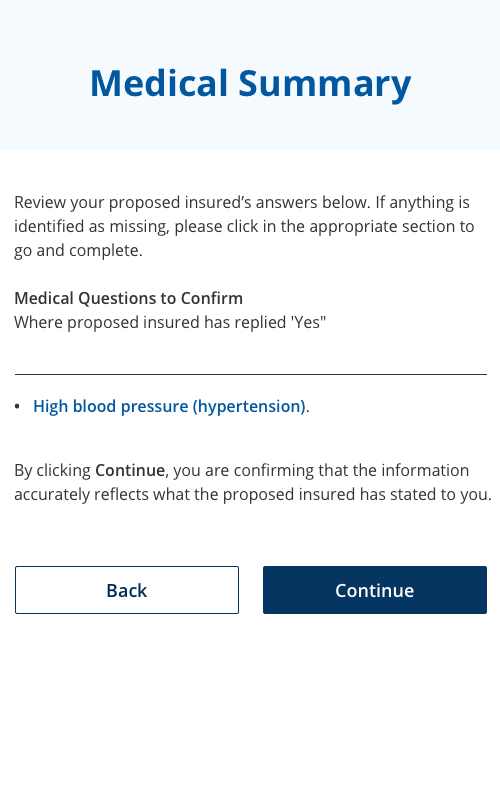 Medical Summary
Review your proposed insured’s answers below. If anything is
identified as missing, please click in the appropriate section to
go and complete.
Medical Questions to Confirm
Where proposed insured has replied 'Yes"
• High blood pressure (hypertension).
By clicking Continue, you are confirming that the information
accurately reflects what the proposed insured has stated to you.
Back
Continue